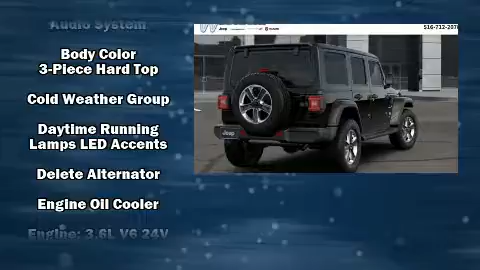 Audio System
Body Color
3-Piece Hard Top
Cold Weather Group
Daytime Running
Lamps LED Accents
Delete Alternator
Engine Oil Cooler
Engine: 3.6L V6 24V
Jeep
Jeep